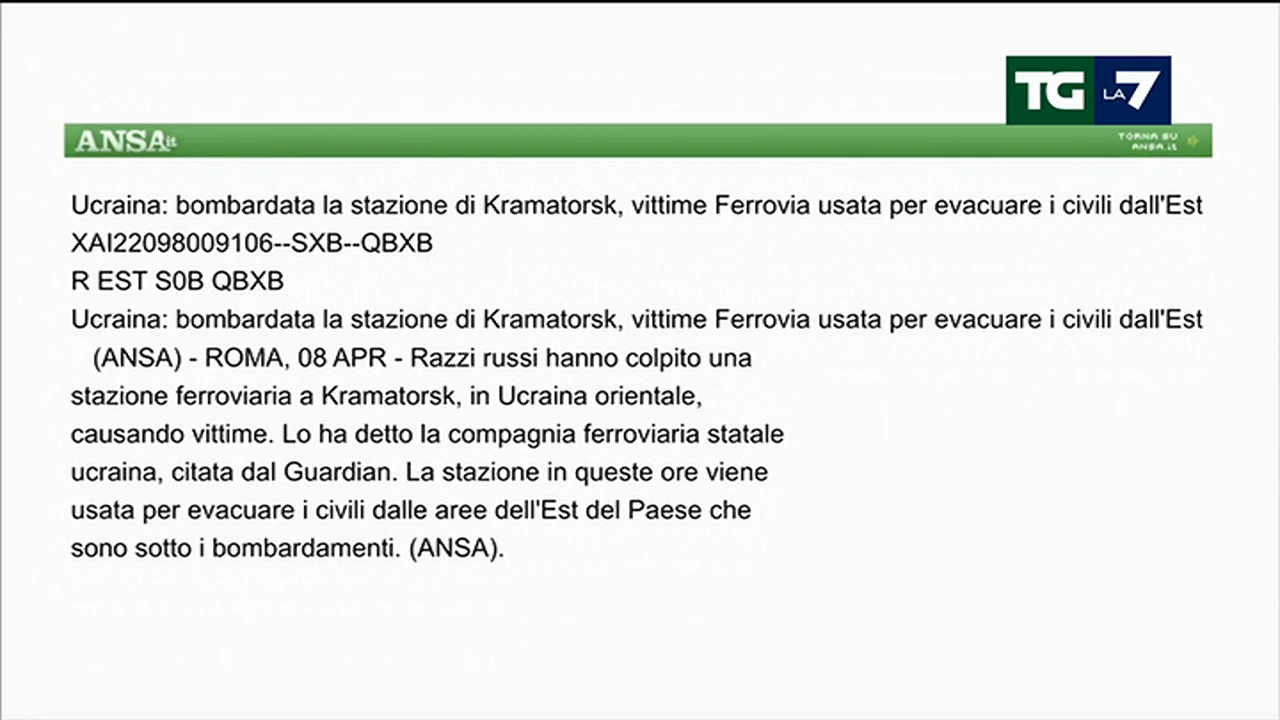 TG LA7
ANSA.it
TORNA SU
ANSA.it
Ucraina: bombardata la stazione di Kramatorsk, vittime Ferrovia usata per evacuare i civili dall'Est
XAI22098009106--SXB--QBXB
R EST S0B QBXB
Ucraina: bombardata la stazione di Kramatorsk, vittime Ferrovia usata per evacuare i civili dall'Est
(ANSA) - ROMA, 08 APR - Razzi russi hanno colpito una
stazione ferroviaria a Kramatorsk, in Ucraina orientale,
causando vittime. Lo ha detto la compagnia ferroviaria statale
ucraina, citata dal Guardian. La stazione in queste ore viene
usata per evacuare i civili dalle aree dell'Est del Paese che
sono sotto i bombardamenti. (ANSA).